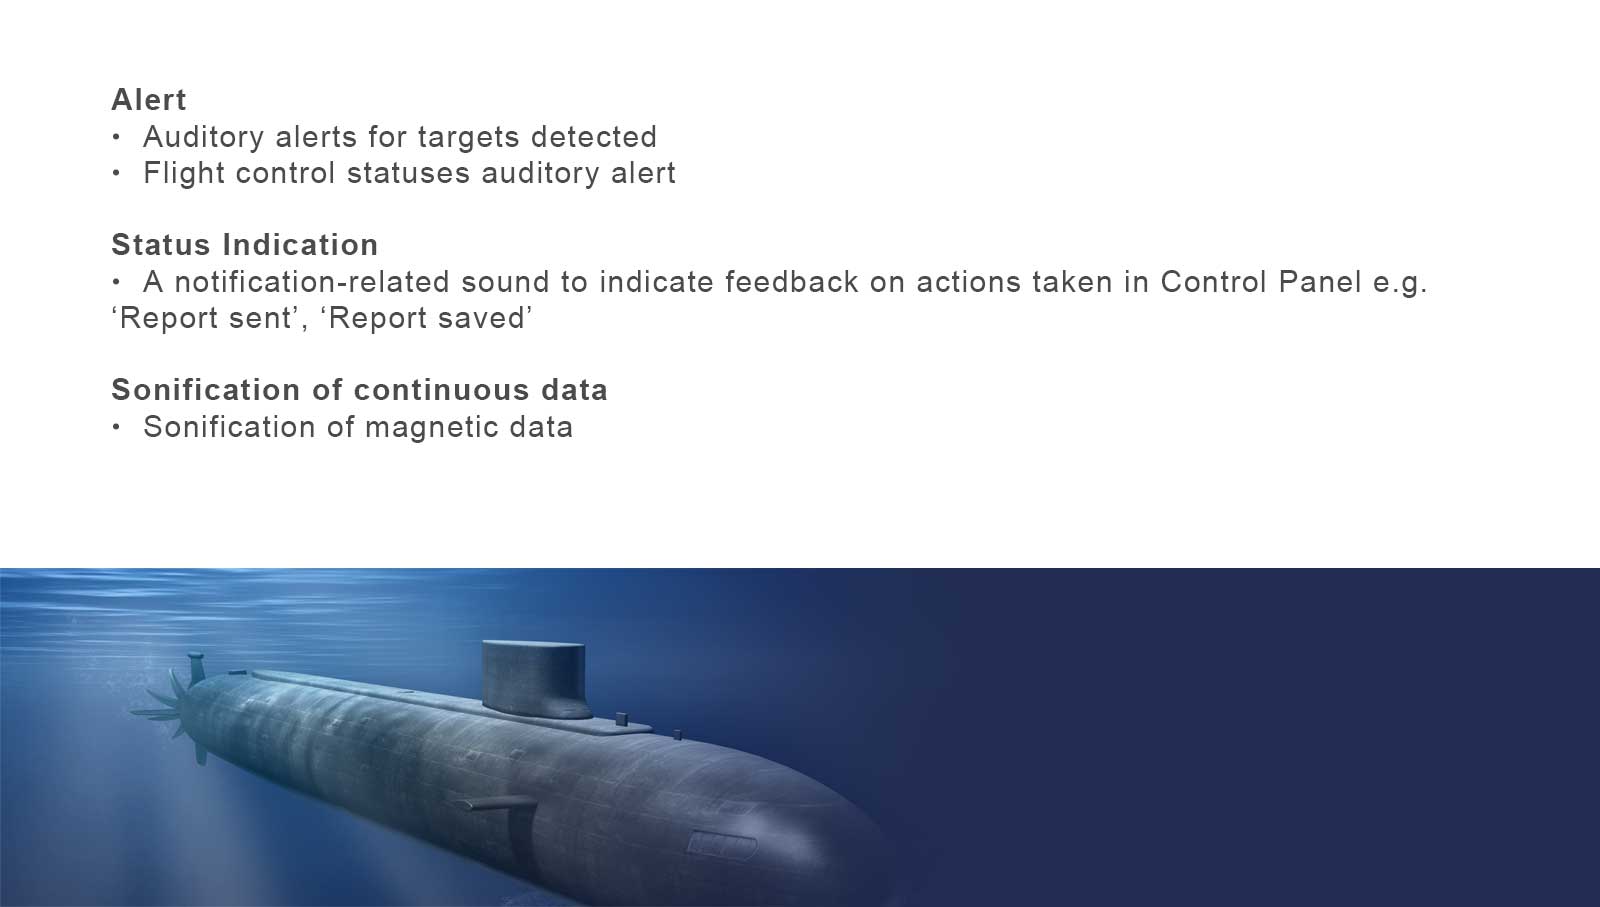 Alert
• Auditory alerts for targets detected
• Flight control statuses auditory alert
Status Indication
• A notification-related sound to indicate feedback on actions taken in Control Panel e.g.
‘Report sent’, ‘Report saved’
Sonification of continuous data
• Sonification of magnetic data